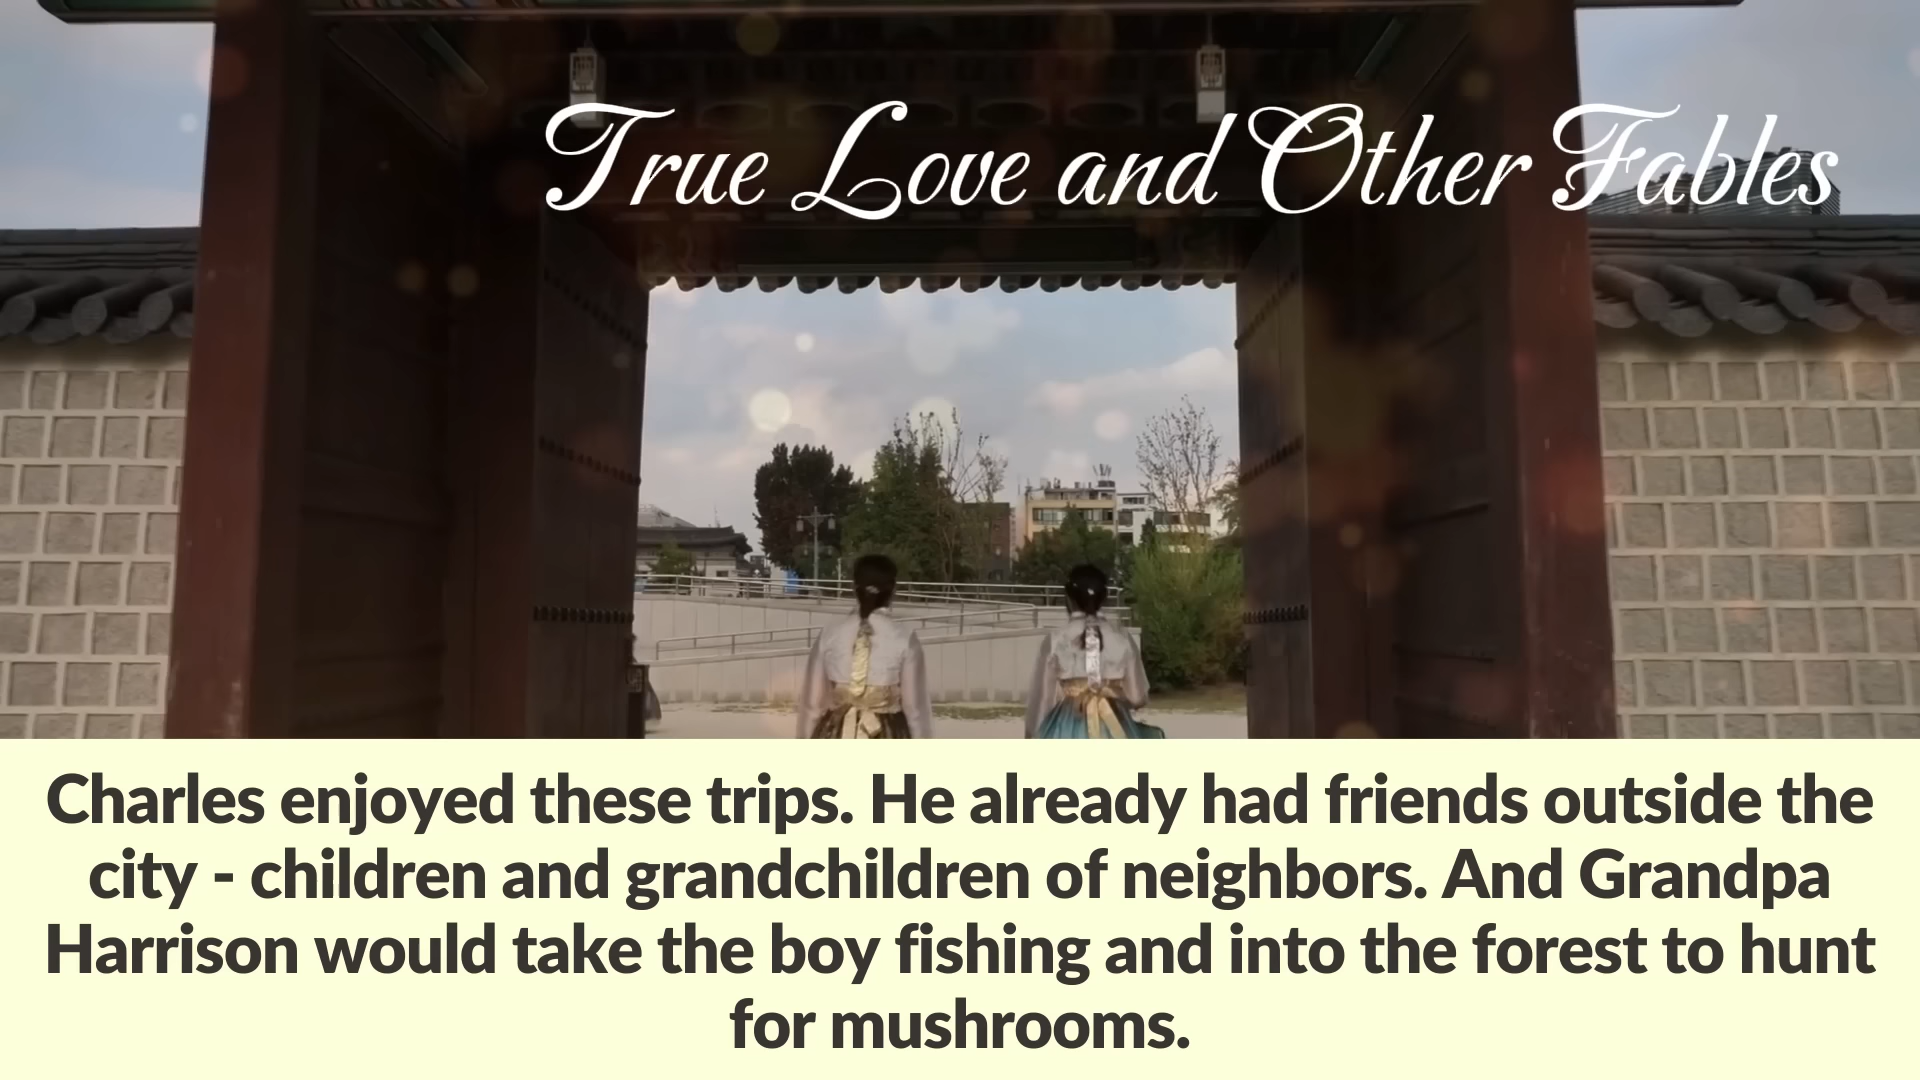 True Love and Other Fables
Charles enjoyed these trips. He already had friends outside the
city - children and grandchildren of neighbors. And Grandpa
Harrison would take the boy fishing and into the forest to hunt
for mushrooms.